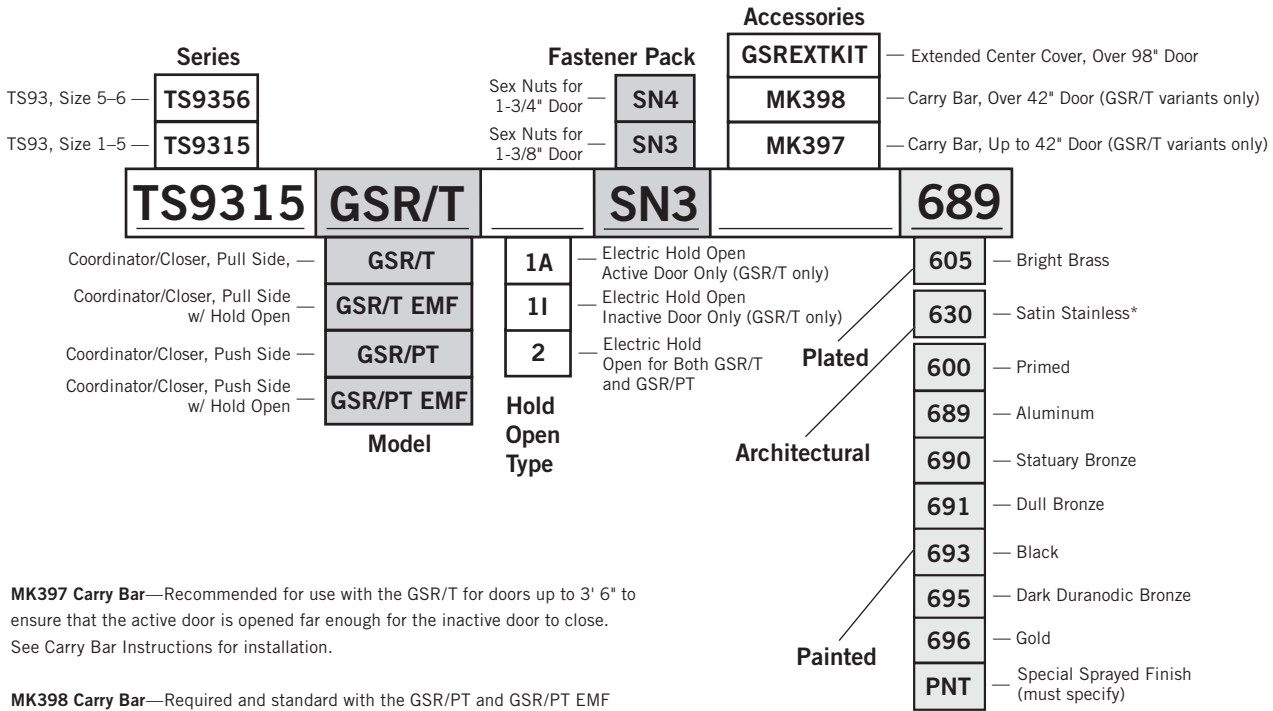 Accessories
GSREXTKIT
Extended Center Cover, Over 98" Door
Series
Fastener Pack
TS93, Size 5–6
TS9356
Sex Nuts for
1-3/4" Door
SN4
MK398
Carry Bar, Over 42" Door (GSR/T variants only)
TS93, Size 1–5
TS9315
Sex Nuts for
1-3/8" Door
SN3
MK397
Carry Bar, Up to 42" Door (GSR/T variants only)
TS9315 GSR/T SN3 689
Coordinator/Closer, Pull Side,
GSR/T
Coordinator/Closer, Pull Side
w/ Hold Open
GSR/T EMF
Coordinator/Closer, Push Side
GSR/PT
Coordinator/Closer, Push Side
w/ Hold Open
GSR/PT EMF
Model
1A
Electric Hold Open
Active Door Only (GSR/T only)
1I
Electric Hold Open
Inactive Door Only (GSR/T only)
2
Electric Hold
Open for Both GSR/T
and GSR/PT
Hold
Open
Type
Plated
Architectural
Painted
605
Bright Brass
630
Satin Stainless*
600
Primed
689
Aluminum
690
Statuary Bronze
691
Dull Bronze
693
Black
695
Dark Duranodic Bronze
696
Gold
PNT
Special Sprayed Finish
(must specify)
MK397 Carry Bar—Recommended for use with the GSR/T for doors up to 3' 6" to
ensure that the active door is opened far enough for the inactive door to close.
See Carry Bar Instructions for installation.
MK398 Carry Bar—Required and standard with the GSR/PT and GSR/PT EMF